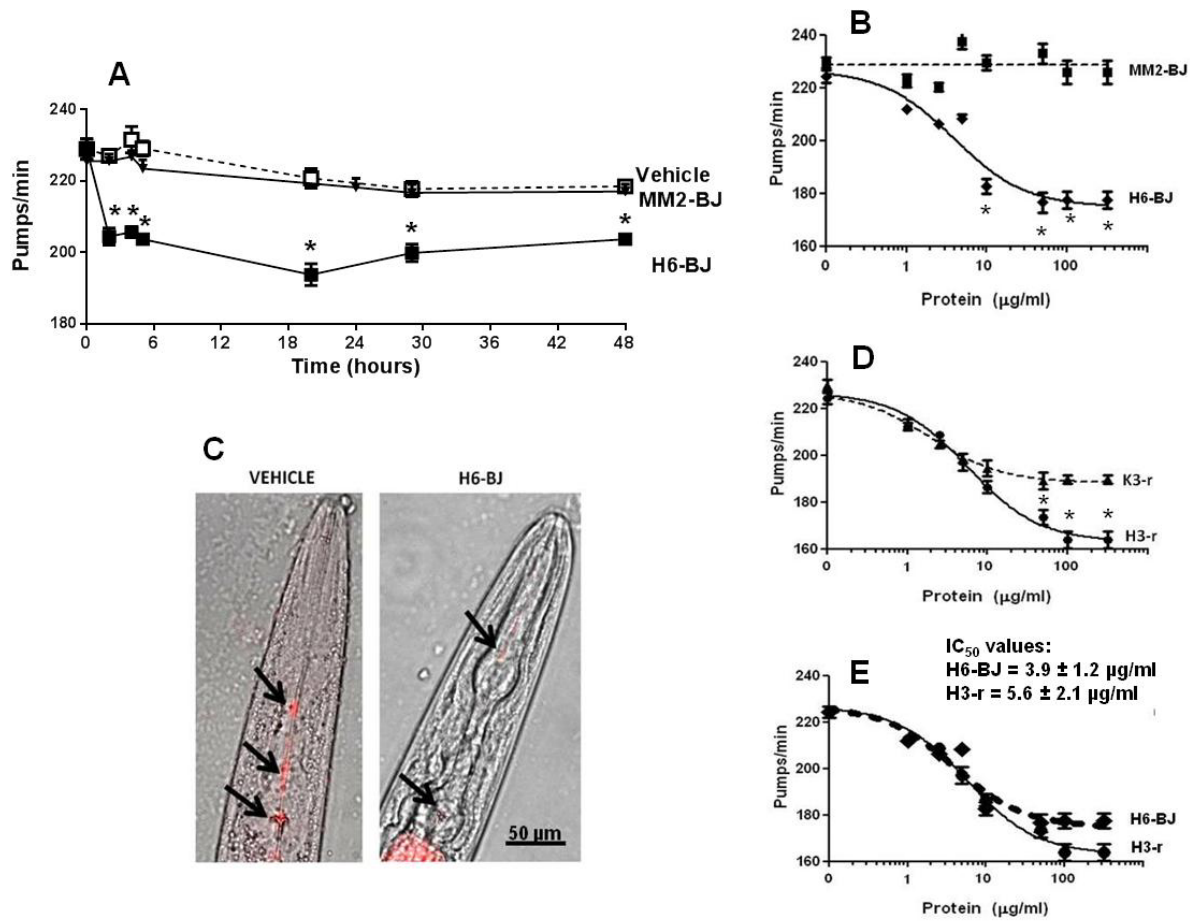 A
240
220
200
180
Pumps/min
0 6 12 18 24 30 36 42 48
Time (hours)
Vehicle
MM2-BJ
H6-BJ
* * *
*
*
*
B
240
220
200
180
160
Pumps/min
0 1 10 100
Protein (µg/ml)
MM2-BJ
H6-BJ
* * * *
C
VEHICLE
H6-BJ
50 µm
D
240
220
200
180
160
Pumps/min
0 1 10 100
Protein (µg/ml)
K3-r
H3-r
* * *
E
IC50 values:
H6-BJ = 3.9 ± 1.2 µg/ml
H3-r = 5.6 ± 2.1 µg/ml
240
220
200
180
160
Pumps/min
0 1 10 100
Protein (µg/ml)
H6-BJ
H3-r